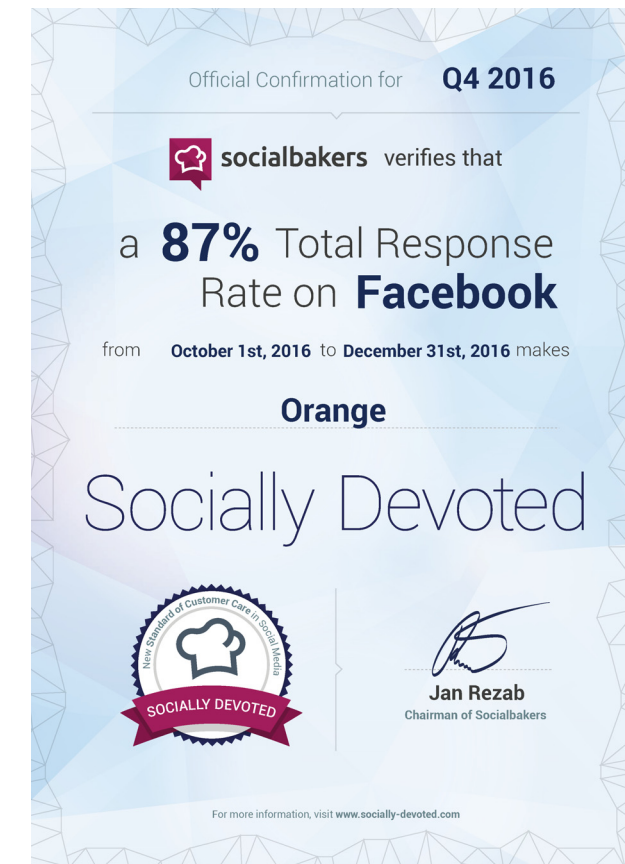 Official Confirmation for Q4 2016
socialbakers verifies that
a 87% Total Response
Rate on Facebook
from October 1st, 2016 to December 31st, 2016 makes
Orange
Socially Devoted
New Standard of Customer Care in Social Media
SOCIALLY DEVOTED
Jan Rezab
Chairman of Socialbakers
For more information, visit www.socially-devoted.com